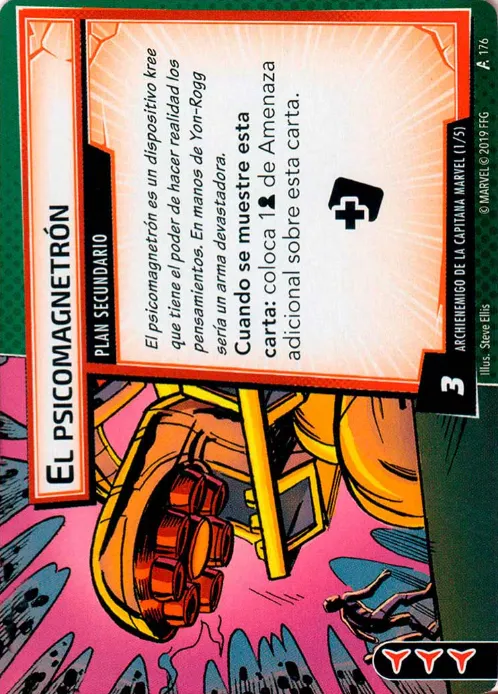 EL PSICOMAGNETRÓN
PLAN SECUNDARIO
El psicomagnetrón es un dispositivo kree
que tiene el poder de hacer realidad los
pensamientos. En manos de Yon-Rogg
sería un arma devastadora.
Cuando se muestre esta
carta: coloca 1 de Amenaza
adicional sobre esta carta.
3
ARCHIENEMIGO DE LA CAPITANA MARVEL (1/5)
Illus. Steve Ellis
© MARVEL © 2019 FFG
176